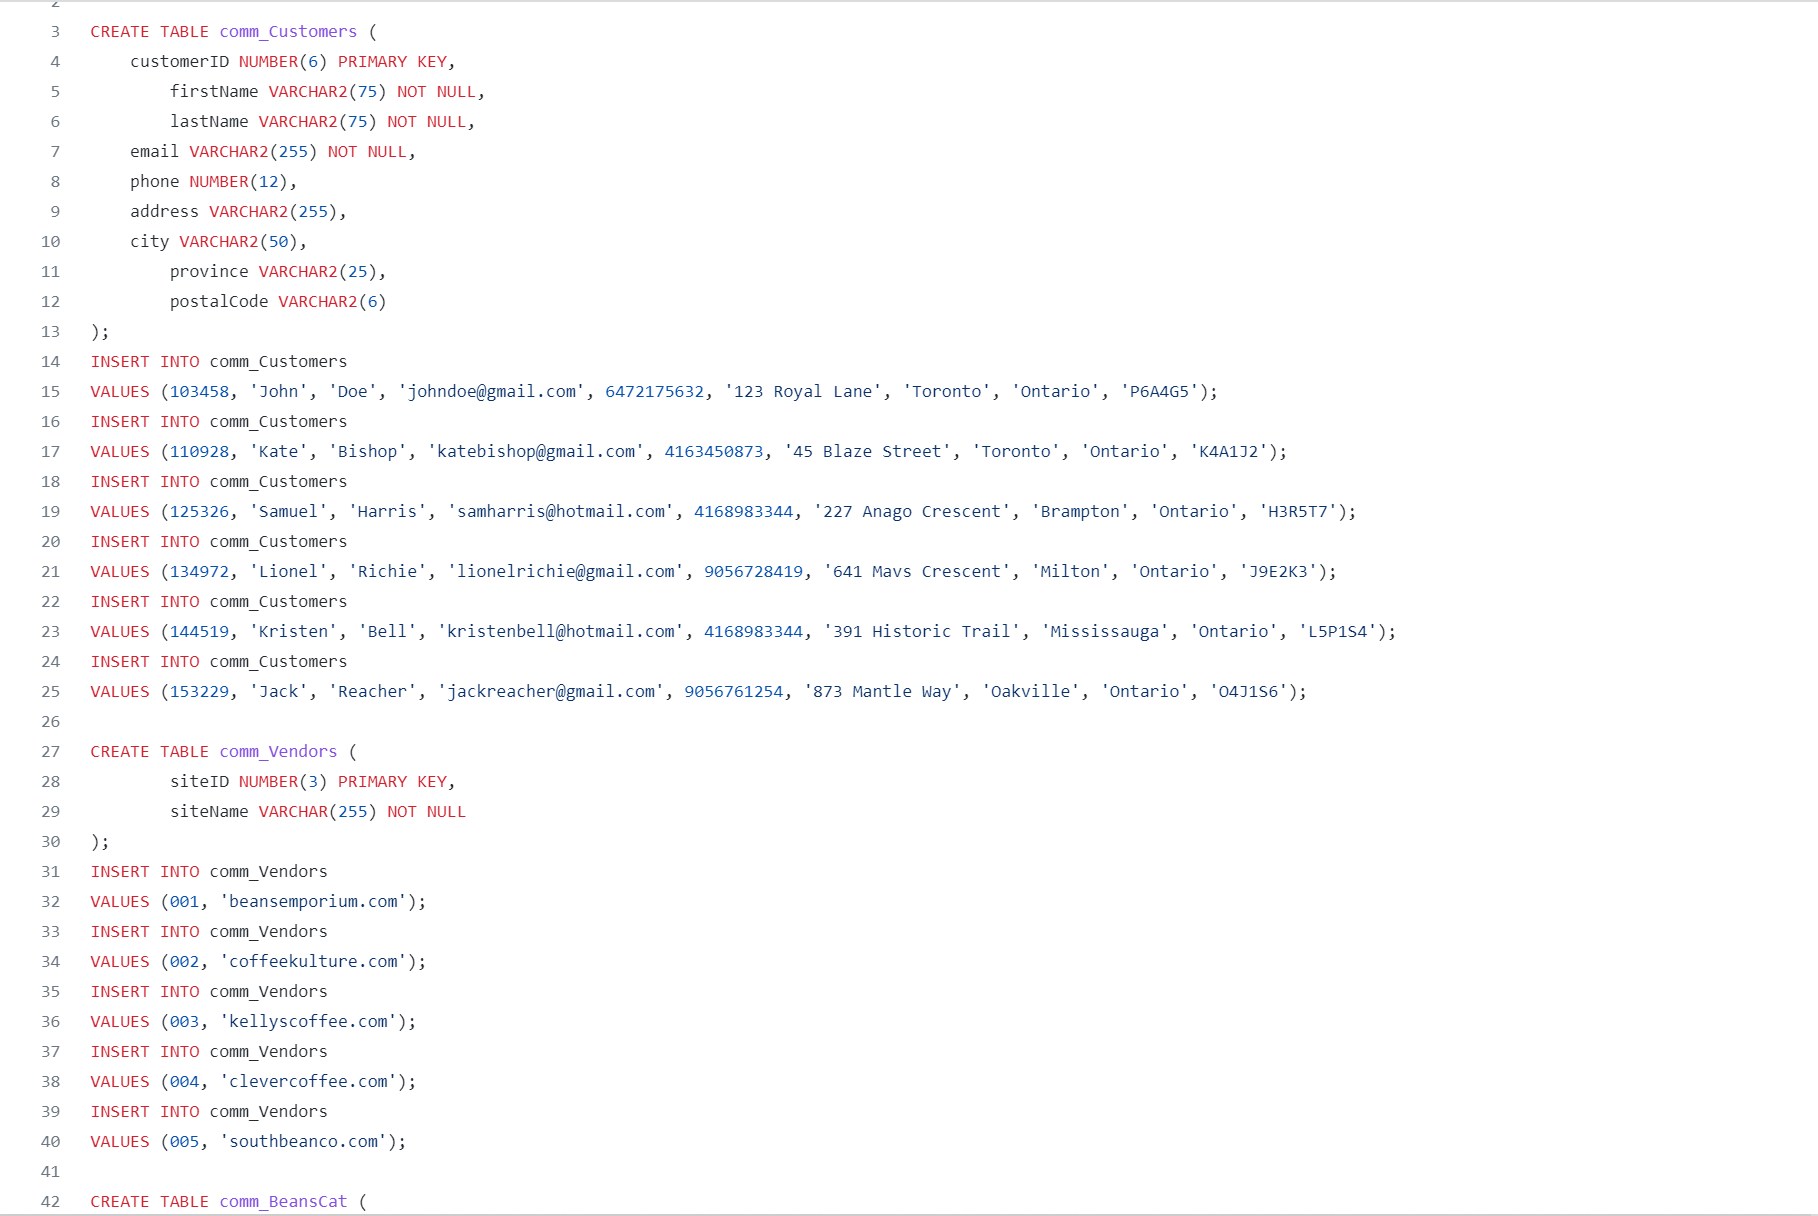 2
3 CREATE TABLE comm_Customers (
4 customerID NUMBER(6) PRIMARY KEY,
5 firstName VARCHAR2(75) NOT NULL,
6 lastName VARCHAR2(75) NOT NULL,
7 email VARCHAR2(255) NOT NULL,
8 phone NUMBER(12),
9 address VARCHAR2(255),
10 city VARCHAR2(50),
11 province VARCHAR2(25),
12 postalCode VARCHAR2(6)
13 );
14 INSERT INTO comm_Customers
15 VALUES (103458, 'John', 'Doe', 'johndoe@gmail.com', 6472175632, '123 Royal Lane', 'Toronto', 'Ontario', 'P6A4G5');
16 INSERT INTO comm_Customers
17 VALUES (110928, 'Kate', 'Bishop', 'katebishop@gmail.com', 4163450873, '45 Blaze Street', 'Toronto', 'Ontario', 'K4A1J2');
18 INSERT INTO comm_Customers
19 VALUES (125326, 'Samuel', 'Harris', 'samharris@hotmail.com', 4168983344, '227 Anago Crescent', 'Brampton', 'Ontario', 'H3R5T7');
20 INSERT INTO comm_Customers
21 VALUES (134972, 'Lionel', 'Richie', 'lionelrichie@gmail.com', 9056728419, '641 Mavs Crescent', 'Milton', 'Ontario', 'J9E2K3');
22 INSERT INTO comm_Customers
23 VALUES (144519, 'Kristen', 'Bell', 'kristenbell@hotmail.com', 4168983344, '391 Historic Trail', 'Mississauga', 'Ontario', 'L5P1S4');
24 INSERT INTO comm_Customers
25 VALUES (153229, 'Jack', 'Reacher', 'jackreacher@gmail.com', 9056761254, '873 Mantle Way', 'Oakville', 'Ontario', 'O4J1S6');
26
27 CREATE TABLE comm_Vendors (
28 siteID NUMBER(3) PRIMARY KEY,
29 siteName VARCHAR(255) NOT NULL
30 );
31 INSERT INTO comm_Vendors
32 VALUES (001, 'beansemporium.com');
33 INSERT INTO comm_Vendors
34 VALUES (002, 'coffeekulture.com');
35 INSERT INTO comm_Vendors
36 VALUES (003, 'kellyscoffee.com');
37 INSERT INTO comm_Vendors
38 VALUES (004, 'clevercoffee.com');
39 INSERT INTO comm_Vendors
40 VALUES (005, 'southbeanco.com');
41
42 CREATE TABLE comm_BeansCat (